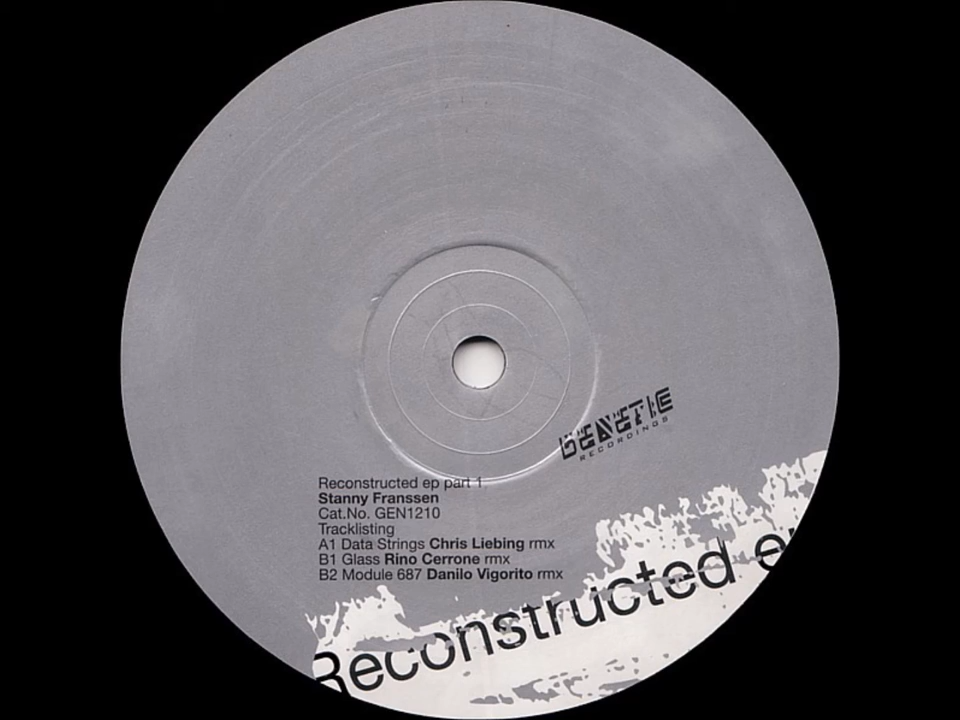 GENETIC
RECORDINGS
Reconstructed ep part 1
Stanny Franssen
Cat.No. GEN1210
Tracklisting
A1 Data Strings Chris Liebing rmx
B1 Glass Rino Cerrone rmx
B2 Module 687 Danilo Vigorito rmx
Reconstructed ep